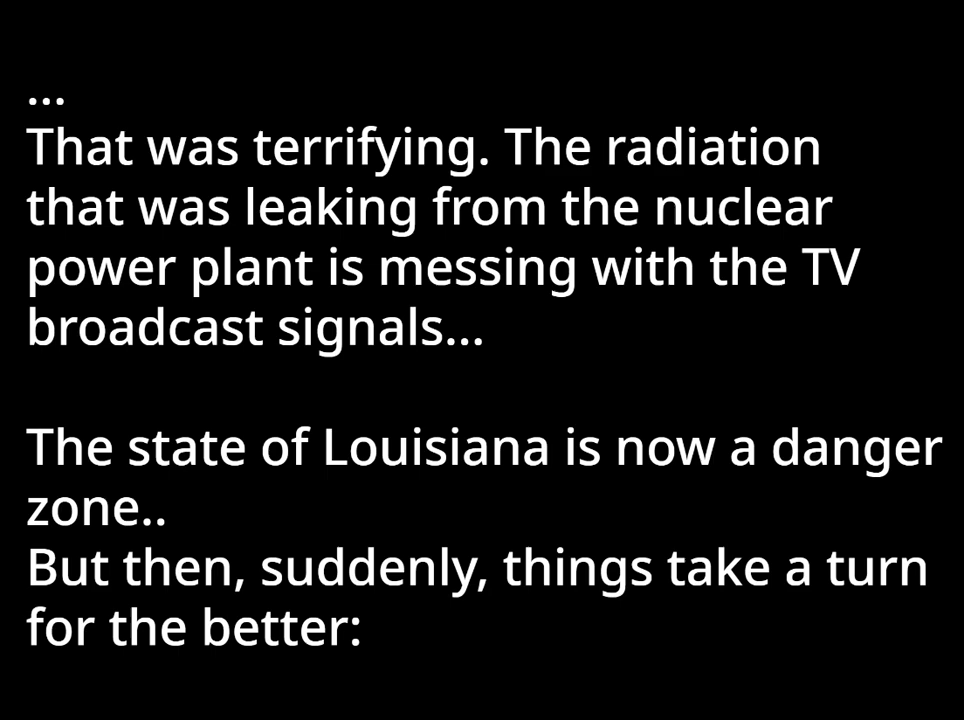 ...
That was terrifying. The radiation
that was leaking from the nuclear
power plant is messing with the TV
broadcast signals...
The state of Louisiana is now a danger
zone..
But then, suddenly, things take a turn
for the better: